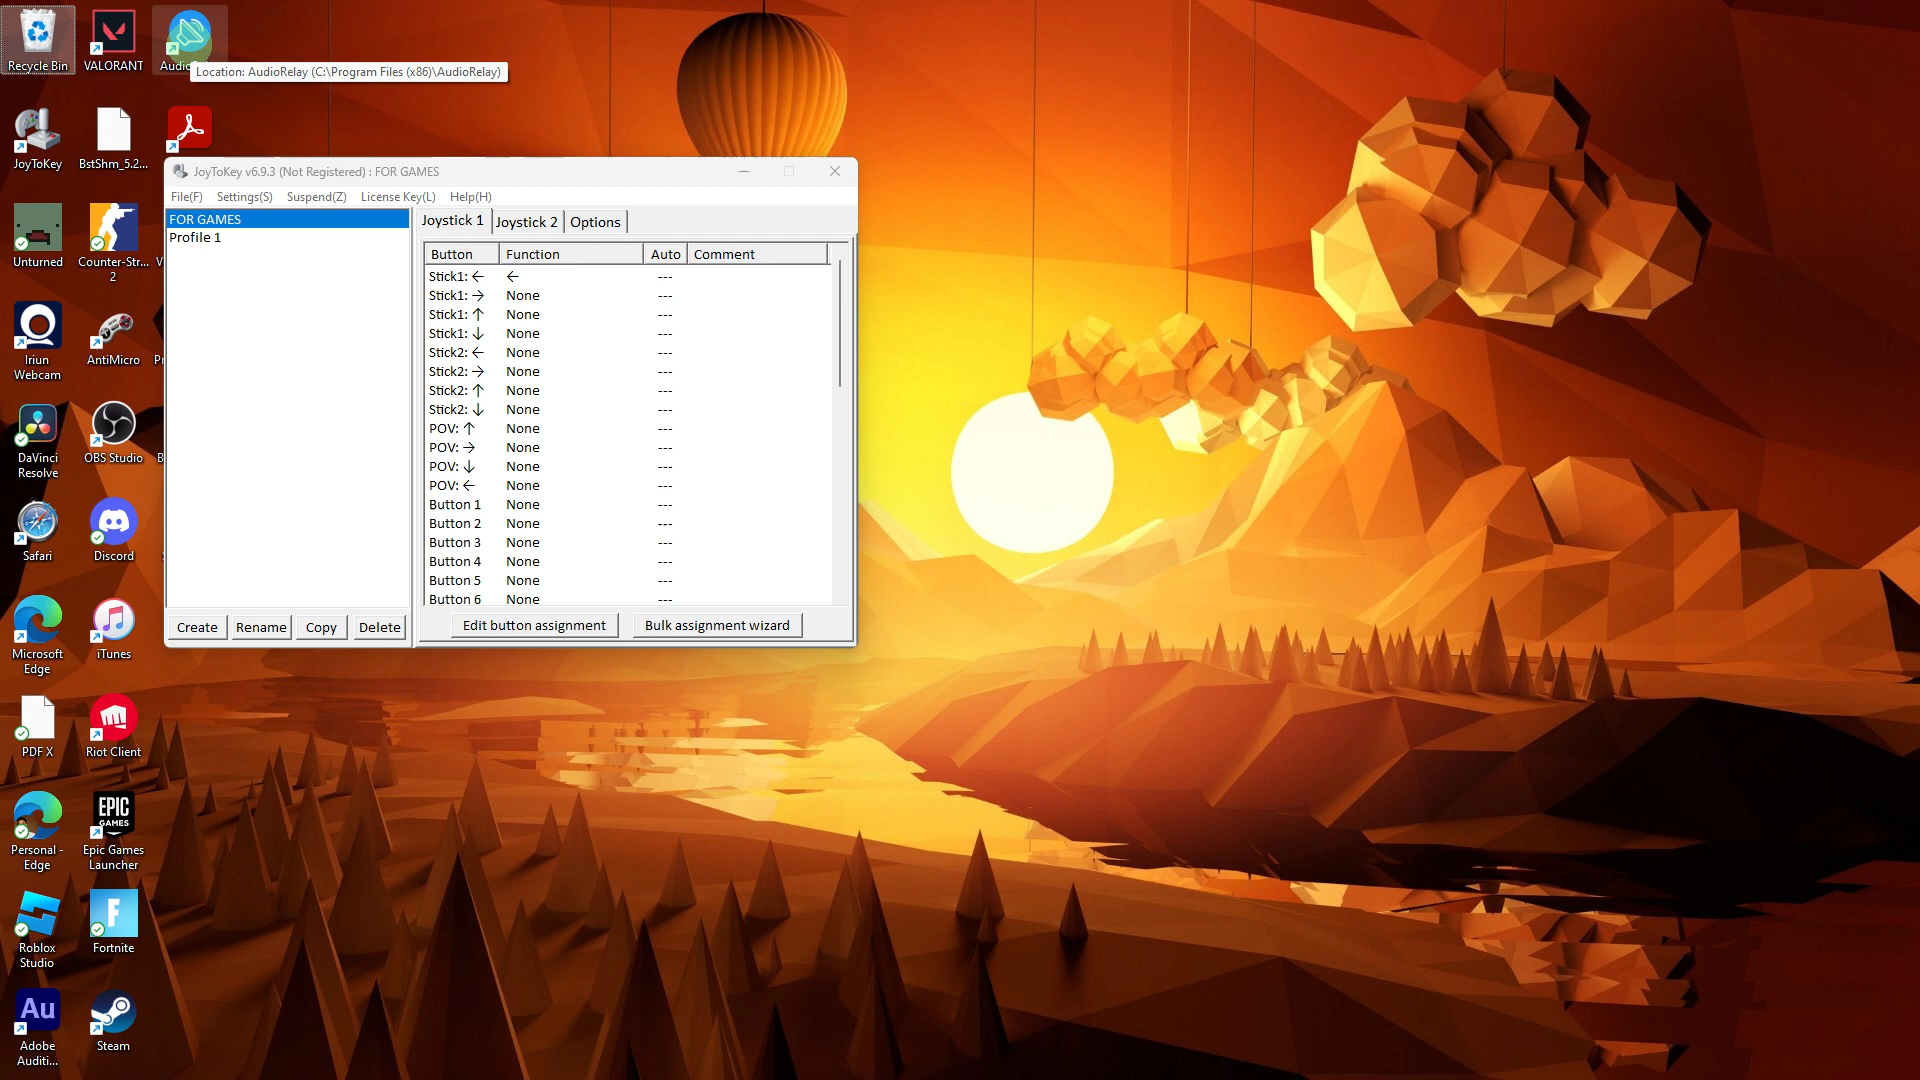 Recycle Bin
VALORANT
Audio
Location: AudioRelay (C:\Program Files (x86)\AudioRelay)
JoyToKey
BstShm_5.2...
JoyToKey v6.9.3 (Not Registered) : FOR GAMES
File(F)
Settings(S)
Suspend(Z)
License Key(L)
Help(H)
FOR GAMES
Profile 1
Joystick 1
Joystick 2
Options
Button Function Auto Comment
Stick1: ← ← ---
Stick1: → None ---
Stick1: ↑ None ---
Stick1: ↓ None ---
Stick2: ← None ---
Stick2: → None ---
Stick2: ↑ None ---
Stick2: ↓ None ---
POV: ↑ None ---
POV: → None ---
POV: ↓ None ---
POV: ← None ---
Button 1 None ---
Button 2 None ---
Button 3 None ---
Button 4 None ---
Button 5 None ---
Button 6 None ---
Create
Rename
Copy
Delete
Edit button assignment
Bulk assignment wizard
Unturned
Counter-Str...
2
Iriun
Webcam
AntiMicro
DaVinci
Resolve
OBS Studio
Safari
Discord
Microsoft
Edge
iTunes
PDF X
Riot Client
Personal -
Edge
EPIC
GAMES
Epic Games
Launcher
Roblox
Studio
F
Fortnite
Au
Adobe
Auditi...
Steam